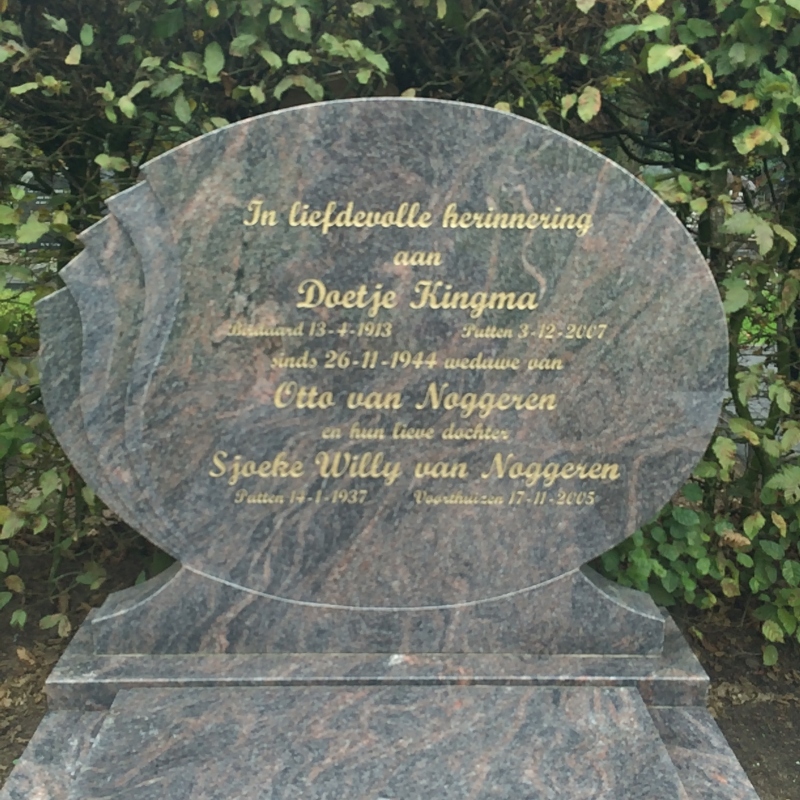 In liefdevolle herinnering
aan
Doetje Kingma
Birdaard 13-4-1913 Putten 3-12-2007
sinds 26-11-1944 weduwe van
Otto van Noggeren
en hun lieve dochter
Sjoeke Willy van Noggeren
Putten 14-1-1937 Voorthuizen 17-11-2005